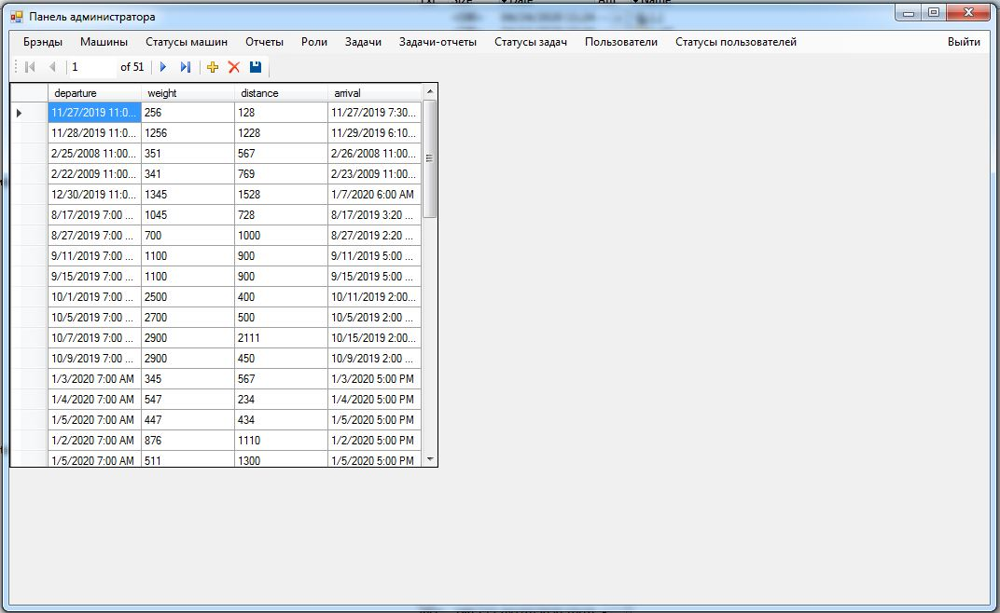 Панель администратора
Брэнды Машины Статусы машин Отчеты Роли Задачи Задачи-отчеты Статусы задач Пользователи Статусы пользователей Выйти
1 of 51
departure weight distance arrival
11/27/2019 11:0... 256 128 11/27/2019 7:30...
11/28/2019 11:0... 1256 1228 11/29/2019 6:10...
2/25/2008 11:00... 351 567 2/26/2008 11:00...
2/22/2009 11:00... 341 769 2/23/2009 11:00...
12/30/2019 11:0... 1345 1528 1/7/2020 6:00 AM
8/17/2019 7:00 ... 1045 728 8/17/2019 3:20 ...
8/27/2019 7:00 ... 700 1000 8/27/2019 2:20 ...
9/11/2019 7:00 ... 1100 900 9/11/2019 5:00 ...
9/15/2019 7:00 ... 1100 900 9/15/2019 5:00 ...
10/1/2019 7:00 ... 2500 400 10/11/2019 2:00...
10/5/2019 7:00 ... 2700 500 10/5/2019 2:00 ...
10/7/2019 7:00 ... 2900 2111 10/15/2019 2:00...
10/9/2019 7:00 ... 2900 450 10/9/2019 2:00 ...
1/3/2020 7:00 AM 345 567 1/3/2020 5:00 PM
1/4/2020 7:00 AM 547 234 1/4/2020 5:00 PM
1/5/2020 7:00 AM 447 434 1/5/2020 5:00 PM
1/2/2020 7:00 AM 876 1110 1/2/2020 5:00 PM
1/5/2020 7:00 AM 511 1300 1/5/2020 5:00 PM